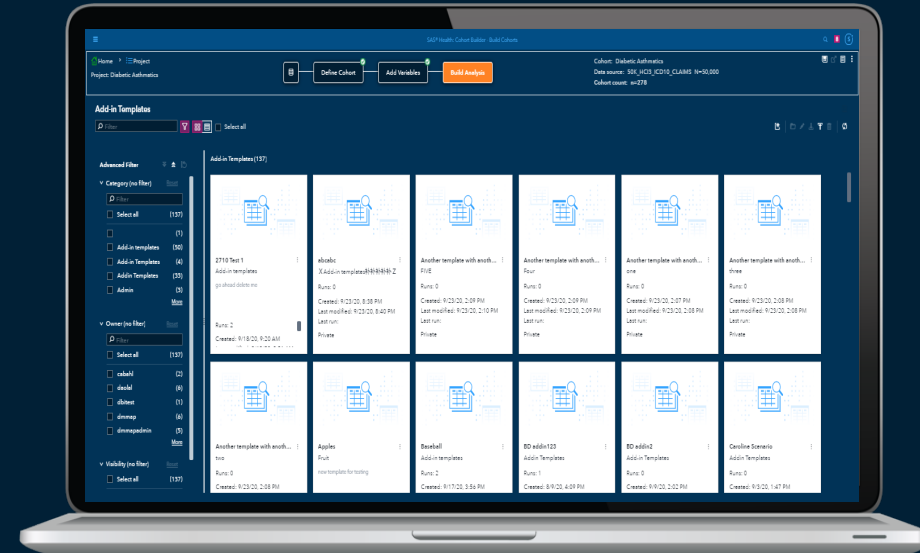 SAS® Health: Cohort Builder - Build Cohorts
Home > Project
Project: Diabetic Asthmatics
Define Cohort
Add Variables
Build Analysis
Cohort: Diabetic Asthmatics
Data source: 50K_HCI3_ICD10_CLAIMS N=50,000
Cohort count: n=278
Add-in Templates
Filter
Select all
Advanced Filter
Add-in Templates (137)
Category (no filter) Reset
Filter
Select all (137)
(1)
Add-in templates (50)
Add-in Templates (4)
Addin Templates (33)
Admin (3)
More
Owner (no filter) Reset
Filter
Select all (137)
cabahl (2)
daolal (6)
dbitest (1)
dmmap (6)
dmmapadmin (5)
More
Visibility (no filter) Reset
Select all (137)
2710 Test 1
Add-in templates
go ahead delete me
Runs: 2
Created: 9/18/20, 9:20 AM
abcabc
Runs: 0
Created: 9/23/20, 8:38 PM
Last modified: 9/23/20, 8:40 PM
Last run:
Private
Another template with anoth...
FIVE
Runs: 0
Created: 9/23/20, 2:09 PM
Last modified: 9/23/20, 2:10 PM
Last run:
Private
Another template with anoth...
Four
Runs: 0
Created: 9/23/20, 2:09 PM
Last modified: 9/23/20, 2:09 PM
Last run:
Private
Another template with anoth...
one
Runs: 0
Created: 9/23/20, 2:07 PM
Last modified: 9/23/20, 2:08 PM
Last run:
Private
Another template with anoth...
three
Runs: 0
Created: 9/23/20, 2:08 PM
Last modified: 9/23/20, 2:08 PM
Last run:
Private
Another template with anoth...
two
Runs: 0
Created: 9/23/20, 2:08 PM
Apples
Fruit
new template for testing
Baseball
Add-in templates
Runs: 2
Created: 9/17/20, 3:56 PM
BD addin123
Addin Templates
Runs: 1
Created: 8/9/20, 4:09 PM
BD addin2
Add-in Templates
Runs: 0
Created: 9/9/20, 2:02 PM
Caroline Scenario
Addin Templates
Runs: 0
Created: 9/3/20, 1:47 PM